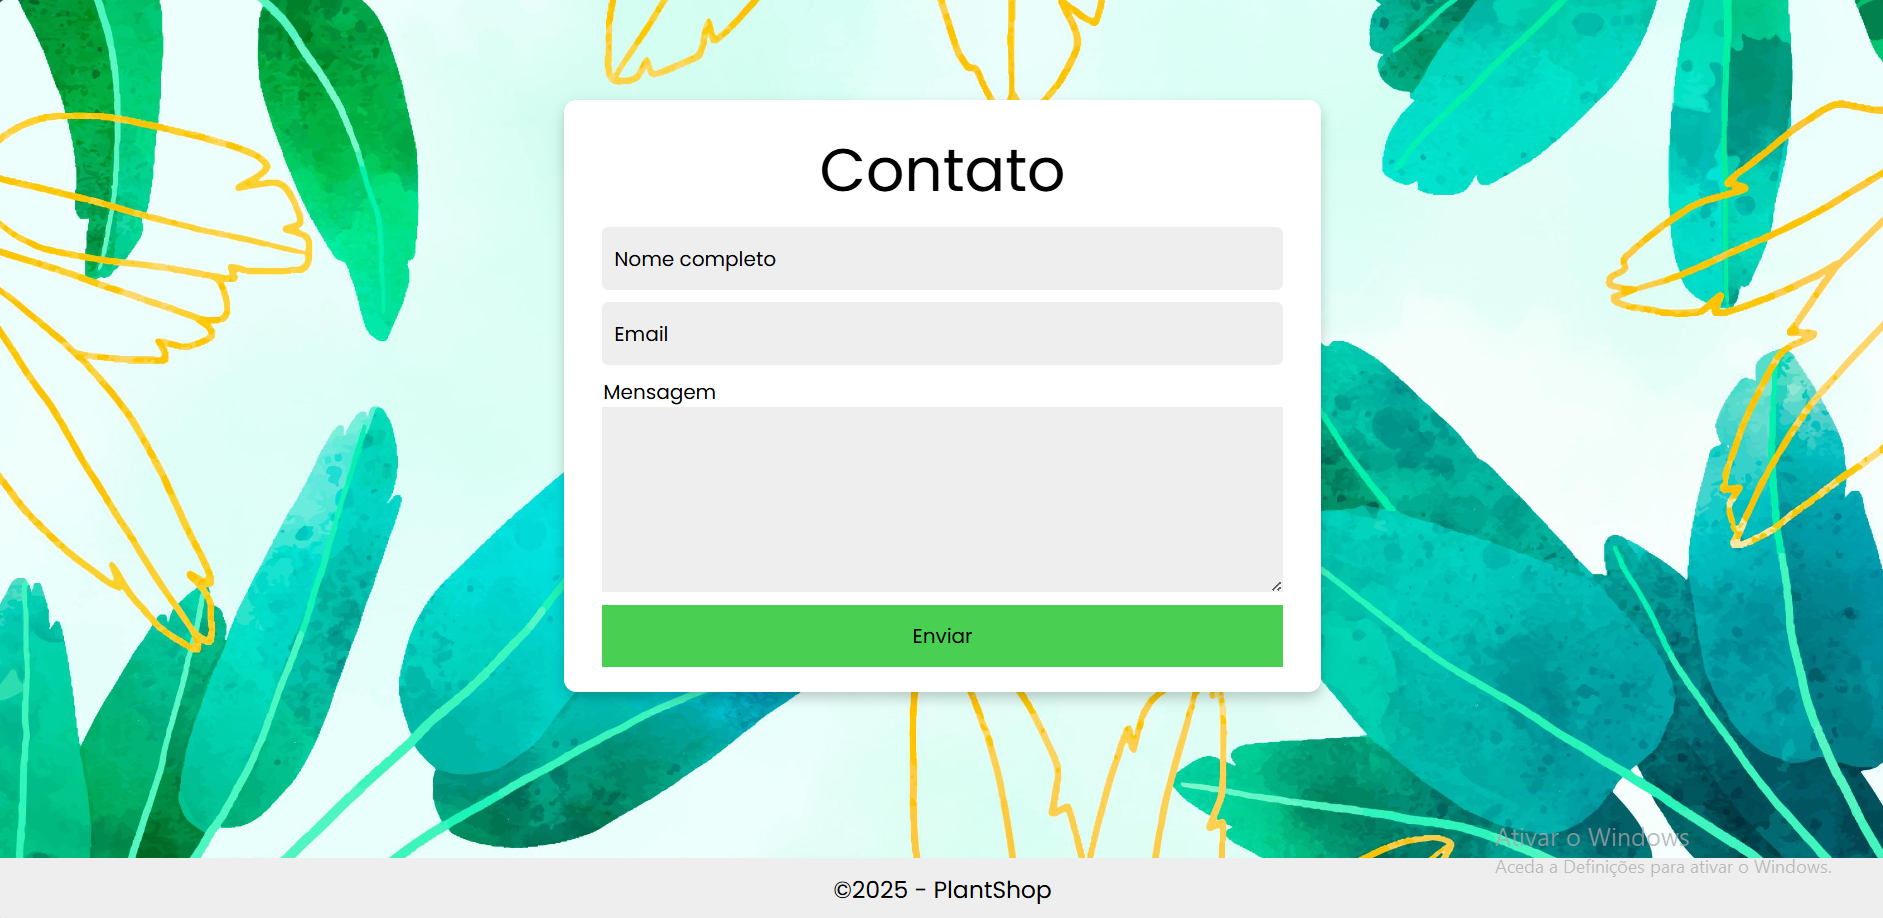 Contato
Nome completo
Email
Mensagem
Enviar
Ativar o Windows
Aceda a Definições para ativar o Windows.
©2025 - PlantShop